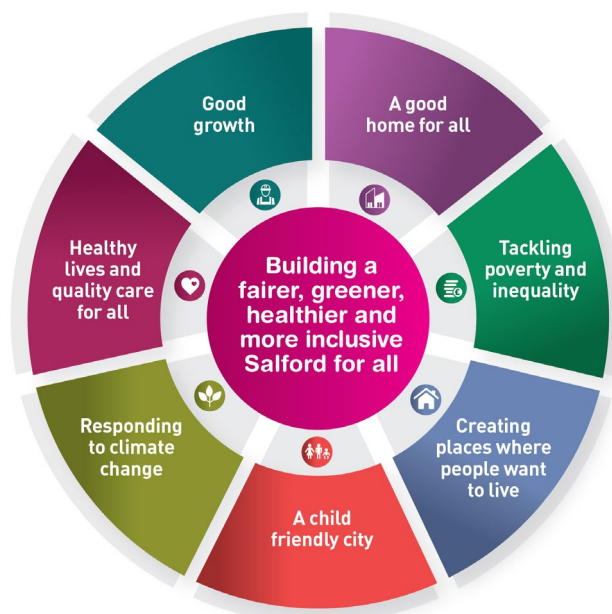 Good
growth
A good
home for all
Tackling
poverty and
inequality
Creating
places where
people want
to live
A child
friendly city
Responding
to climate
change
Healthy
lives and
quality care
for all
Building a
fairer, greener,
healthier and
more inclusive
Salford for all